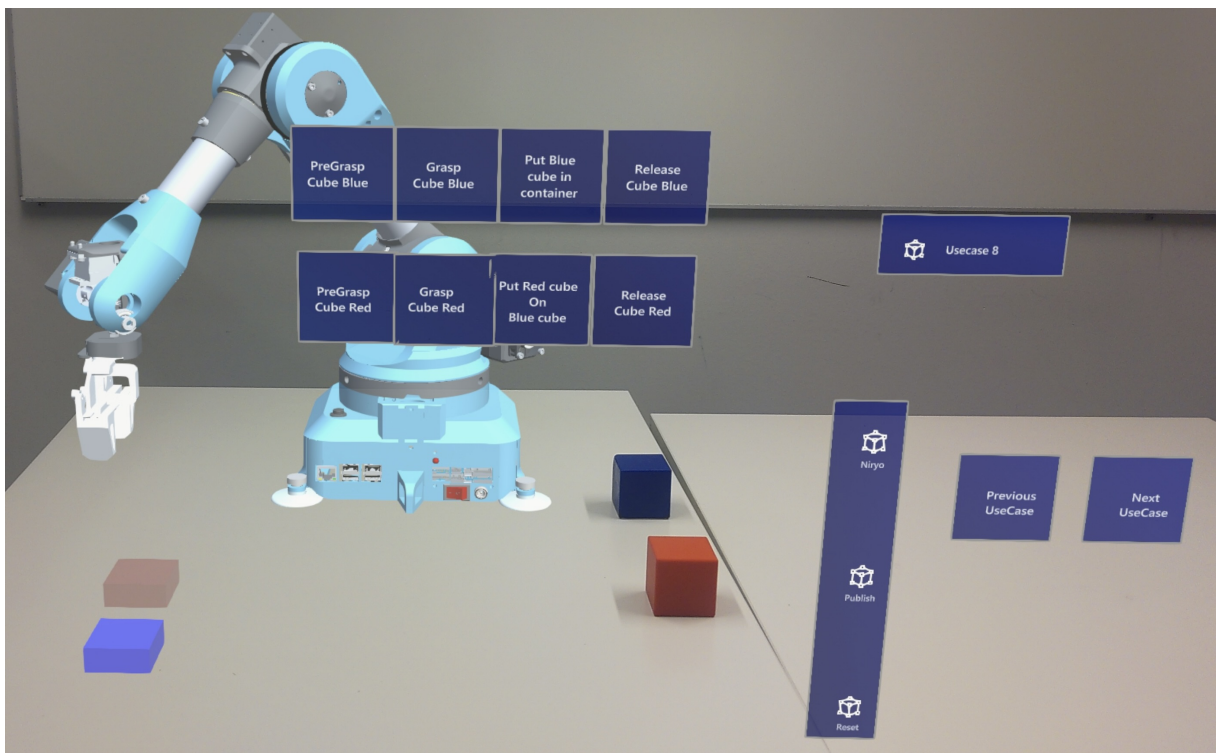 PreGrasp
Cube Blue
Grasp
Cube Blue
Put Blue
cube in
container
Release
Cube Blue
PreGrasp
Cube Red
Grasp
Cube Red
Put Red cube
On
Blue cube
Release
Cube Red
Usecase 8
Niryo
Publish
Reset
Previous
UseCase
Next
UseCase